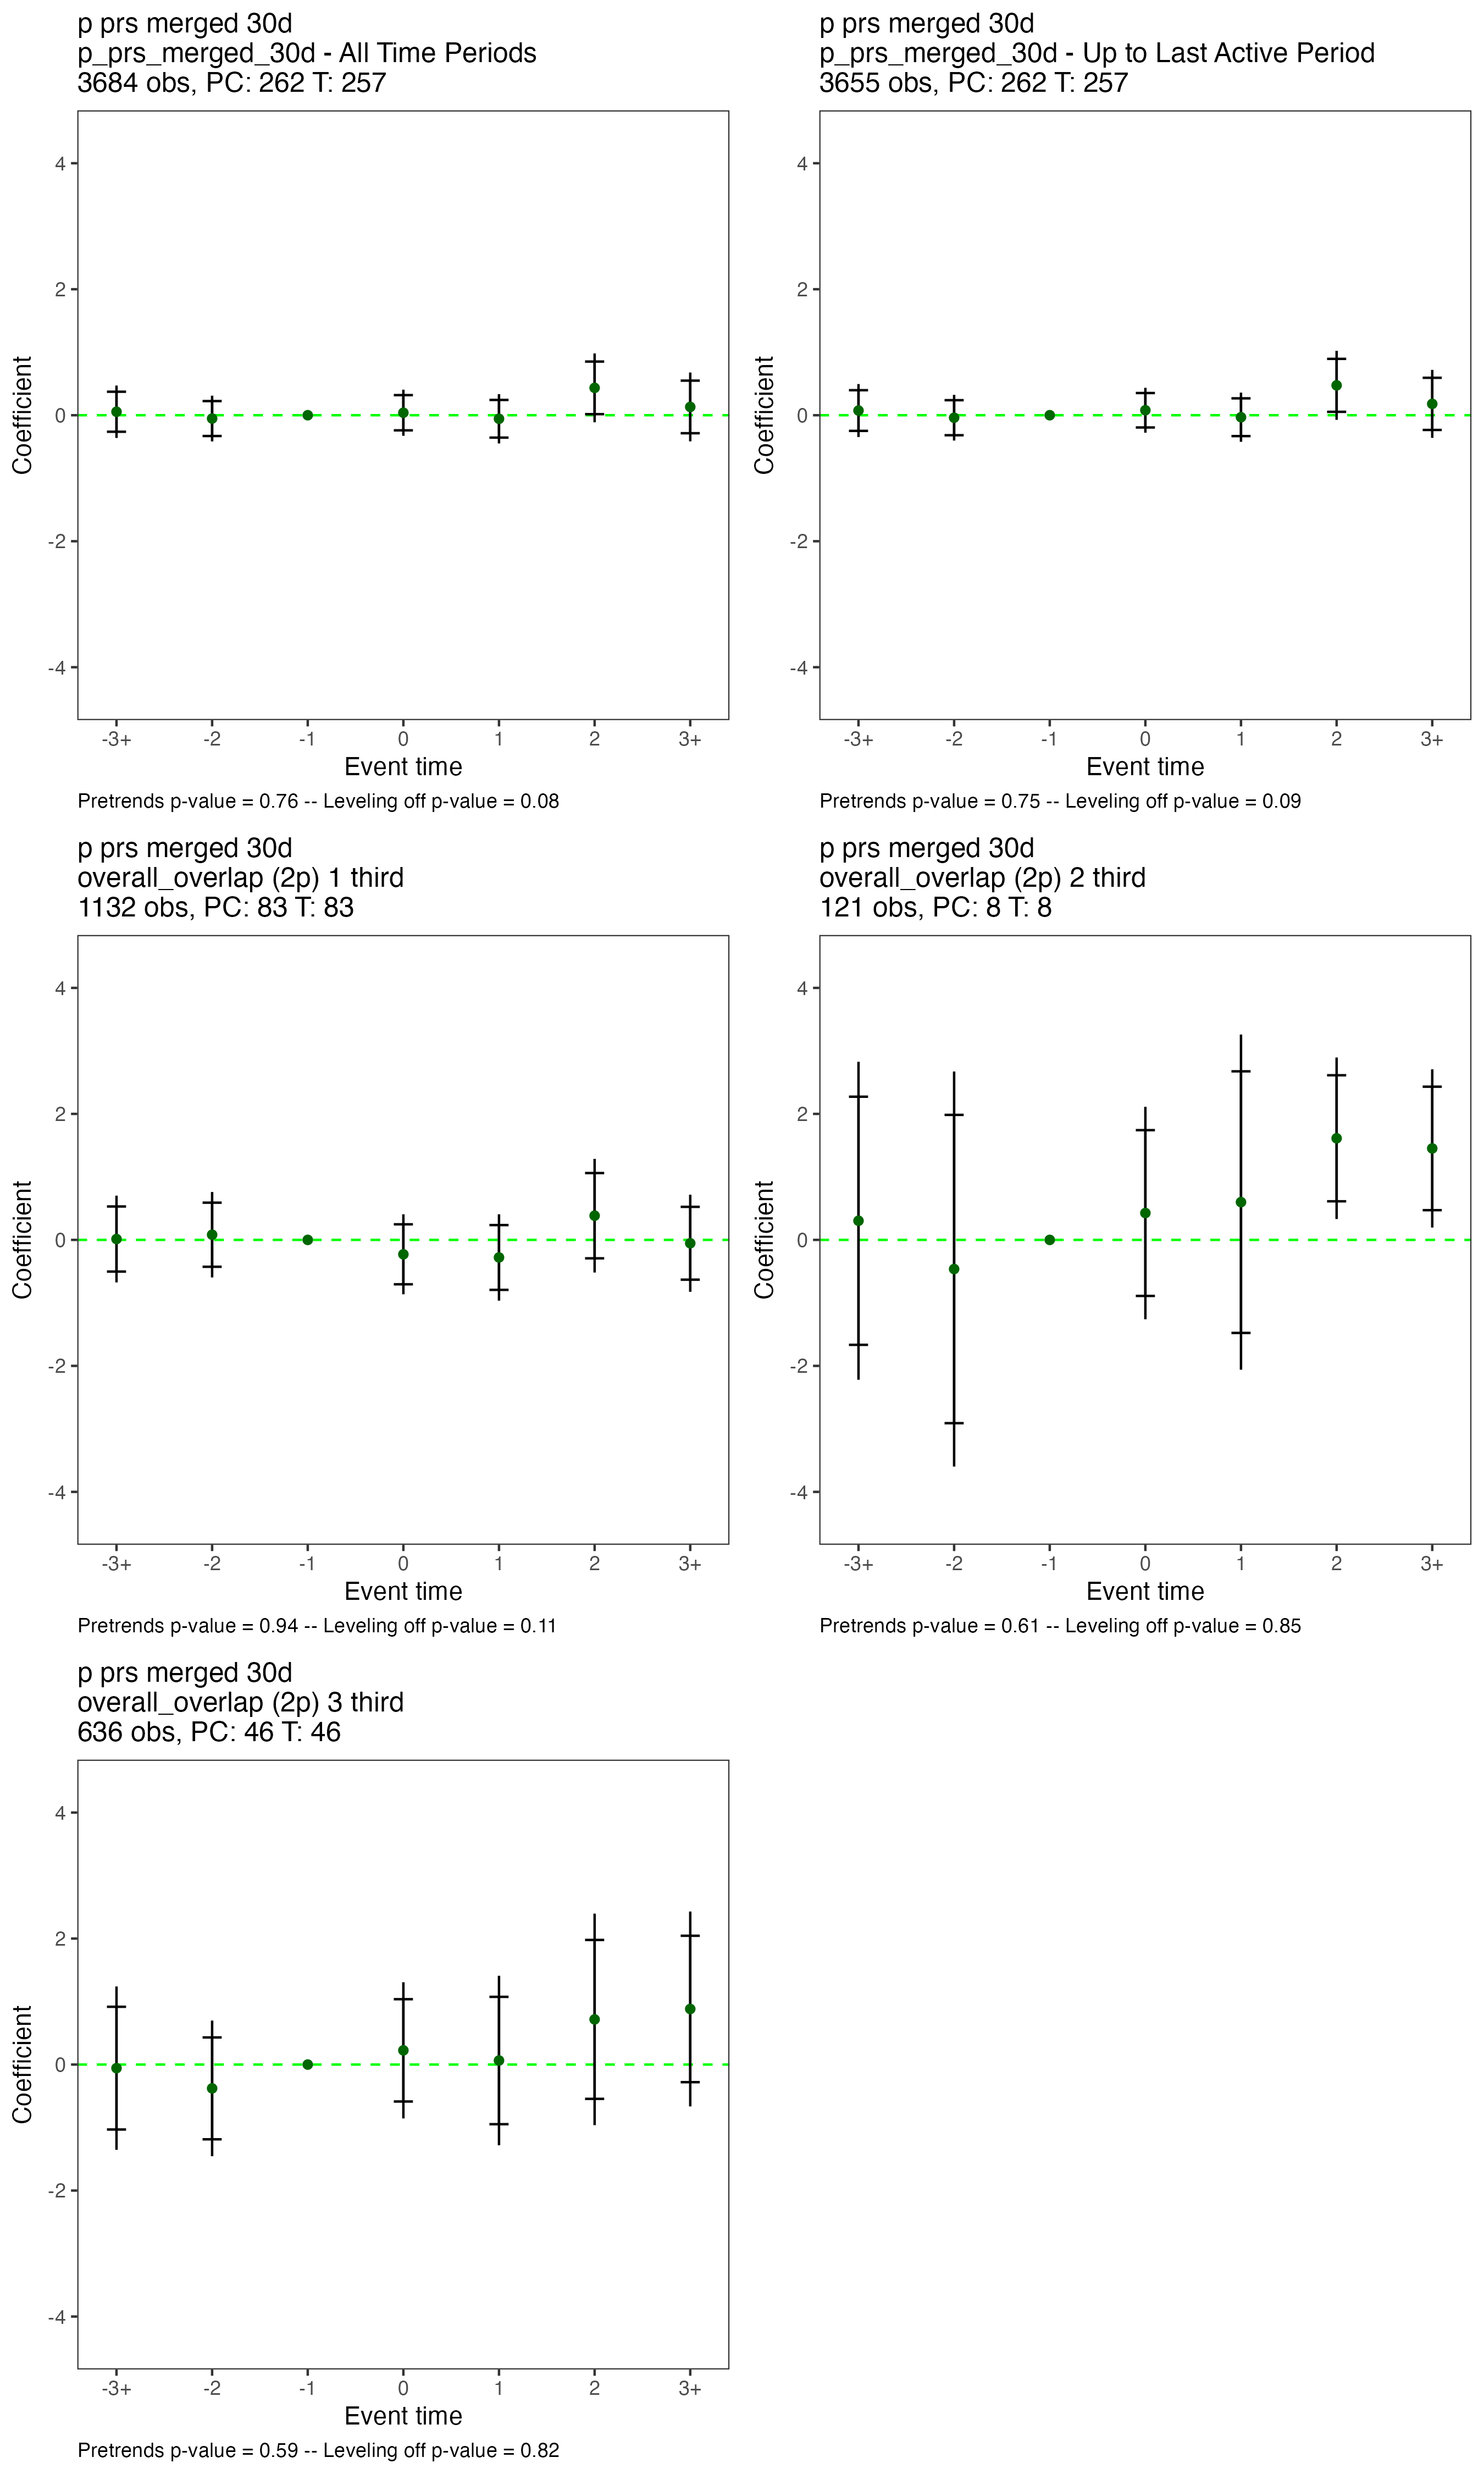 p prs merged 30d
p_prs_merged_30d - All Time Periods
3684 obs, PC: 262 T: 257
4
2
0
-2
-4
Coefficient
-3+ -2 -1 0 1 2 3+
Event time
Pretrends p-value = 0.76 -- Leveling off p-value = 0.08
p prs merged 30d
p_prs_merged_30d - Up to Last Active Period
3655 obs, PC: 262 T: 257
4
2
0
-2
-4
Coefficient
-3+ -2 -1 0 1 2 3+
Event time
Pretrends p-value = 0.75 -- Leveling off p-value = 0.09
p prs merged 30d
overall_overlap (2p) 1 third
1132 obs, PC: 83 T: 83
4
2
0
-2
-4
Coefficient
-3+ -2 -1 0 1 2 3+
Event time
Pretrends p-value = 0.94 -- Leveling off p-value = 0.11
p prs merged 30d
overall_overlap (2p) 2 third
121 obs, PC: 8 T: 8
4
2
0
-2
-4
Coefficient
-3+ -2 -1 0 1 2 3+
Event time
Pretrends p-value = 0.61 -- Leveling off p-value = 0.85
p prs merged 30d
overall_overlap (2p) 3 third
636 obs, PC: 46 T: 46
4
2
0
-2
-4
Coefficient
-3+ -2 -1 0 1 2 3+
Event time
Pretrends p-value = 0.59 -- Leveling off p-value = 0.82